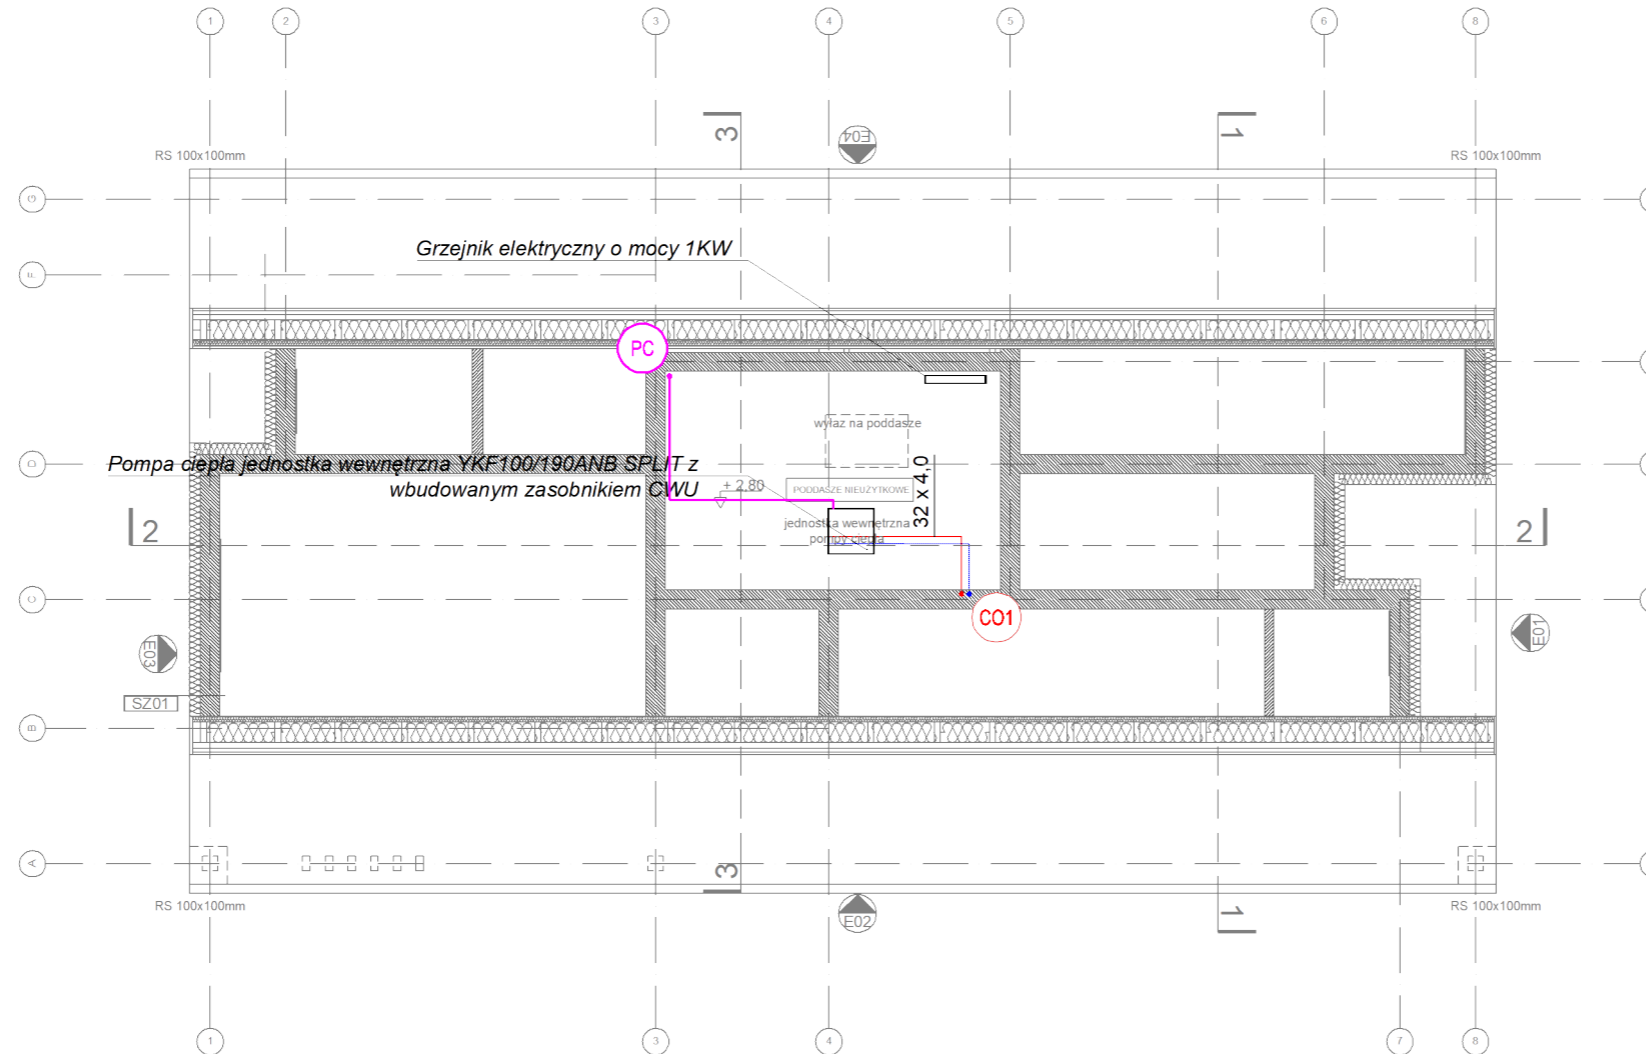 1 2 3 4 5 6 8
3 1
E04
RS 100x100mm RS 100x100mm
G
Grzejnik elektryczny o mocy 1KW
F
PC
wyłaz na poddasze
D
Pompa ciepła jednostka wewnętrzna YKF100/190ANB SPLIT z
wbudowanym zasobnikiem CWU
+ 2,80
PODDASZE NIEUŻYTKOWE
32 x 4,0
jednostka wewnętrzna
pompy ciepła
2 2
C
CO1
E03
E01
SZ01
B
A
3
RS 100x100mm RS 100x100mm
E02
1
1 3 4 7 8